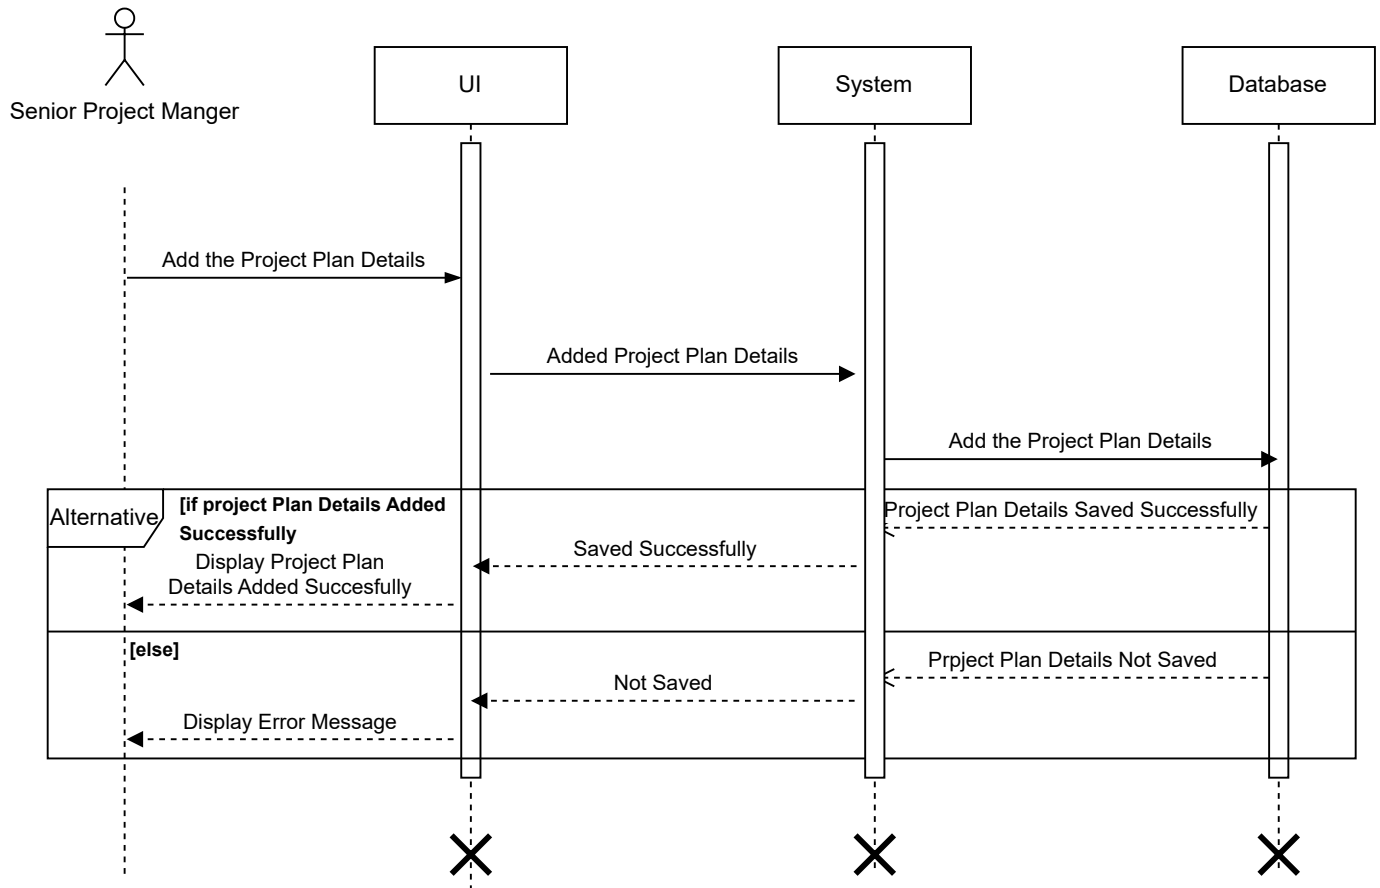 Senior Project Manger
UI
System
Database
Add the Project Plan Details
Added Project Plan Details
Add the Project Plan Details
Alternative
[if project Plan Details Added
Successfully
Project Plan Details Saved Successfully
Saved Successfully
Display Project Plan
Details Added Succesfully
[else]
Prpject Plan Details Not Saved
Not Saved
Display Error Message